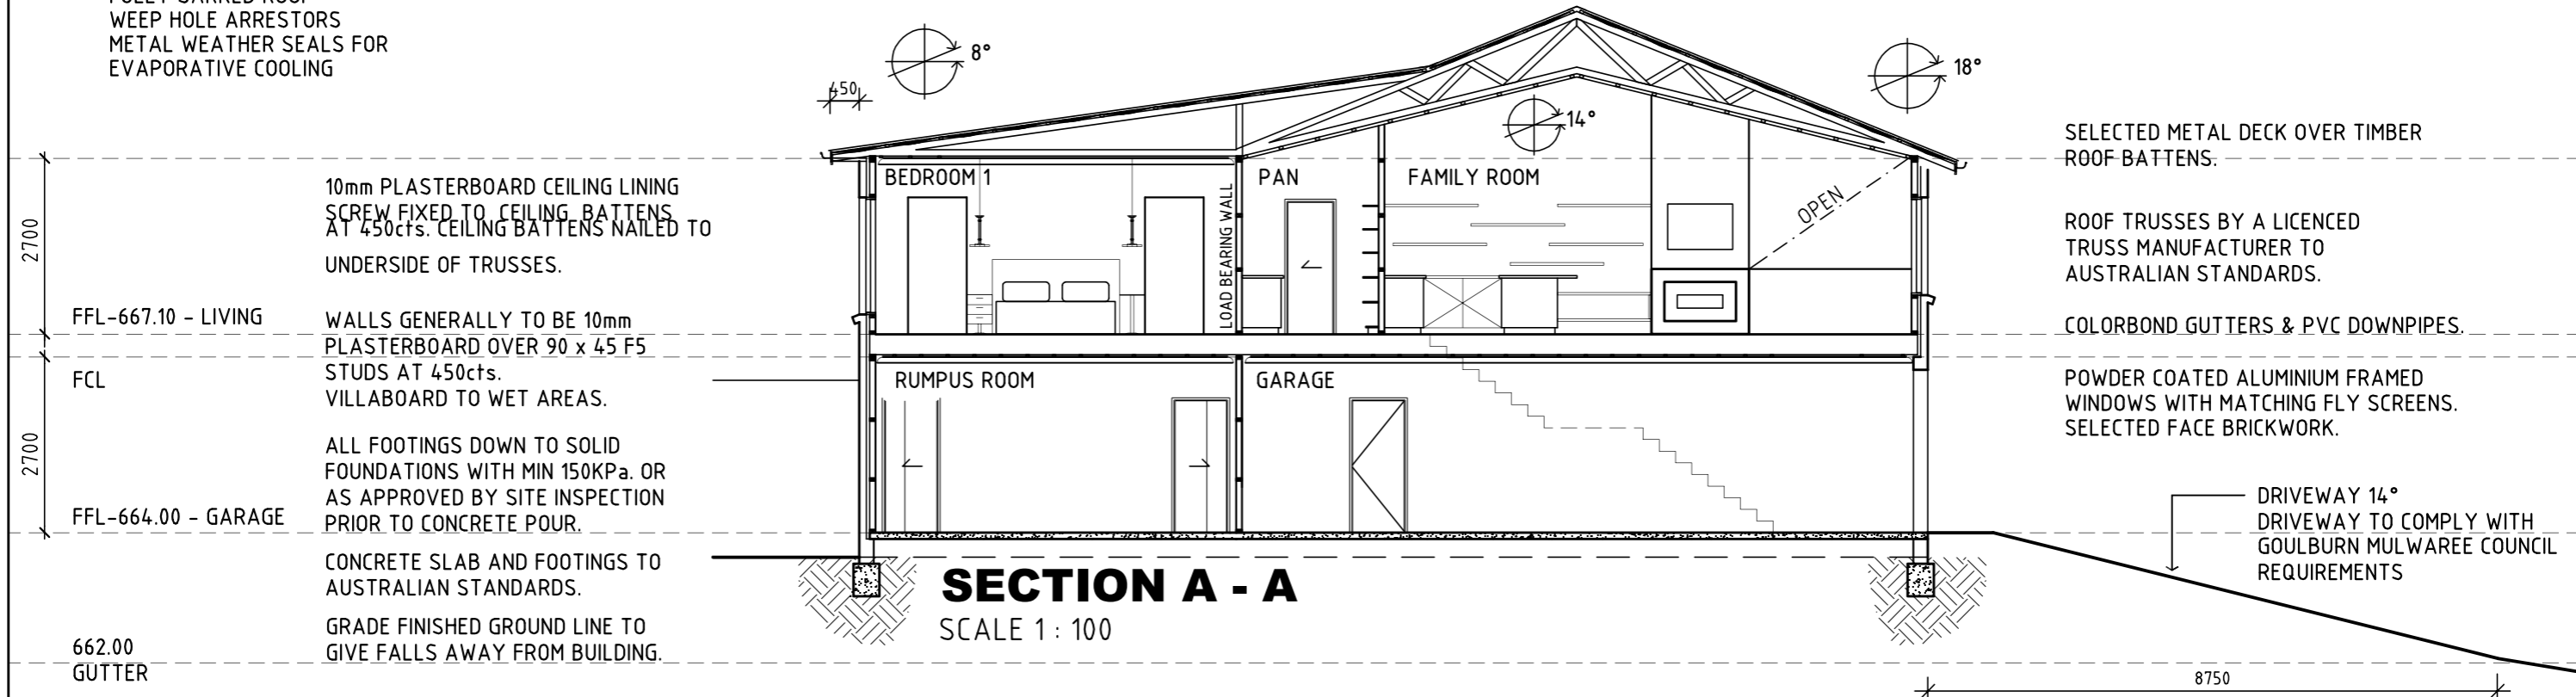 WEEP HOLE ARRESTORS
METAL WEATHER SEALS FOR
EVAPORATIVE COOLING
450
8°
14°
18°
2700
2700
FFL-667.10 - LIVING
FCL
FFL-664.00 - GARAGE
662.00
GUTTER
10mm PLASTERBOARD CEILING LINING
SCREW FIXED TO CEILING BATTENS
AT 450cts. CEILING BATTENS NAILED TO
UNDERSIDE OF TRUSSES.
WALLS GENERALLY TO BE 10mm
PLASTERBOARD OVER 90 x 45 F5
STUDS AT 450cts.
VILLABOARD TO WET AREAS.
ALL FOOTINGS DOWN TO SOLID
FOUNDATIONS WITH MIN 150KPa. OR
AS APPROVED BY SITE INSPECTION
PRIOR TO CONCRETE POUR.
CONCRETE SLAB AND FOOTINGS TO
AUSTRALIAN STANDARDS.
GRADE FINISHED GROUND LINE TO
GIVE FALLS AWAY FROM BUILDING.
BEDROOM 1
LOAD BEARING WALL
PAN
FAMILY ROOM
OPEN
RUMPUS ROOM
GARAGE
SECTION A - A
SCALE 1 : 100
SELECTED METAL DECK OVER TIMBER
ROOF BATTENS.
ROOF TRUSSES BY A LICENCED
TRUSS MANUFACTURER TO
AUSTRALIAN STANDARDS.
COLORBOND GUTTERS & PVC DOWNPIPES.
POWDER COATED ALUMINIUM FRAMED
WINDOWS WITH MATCHING FLY SCREENS.
SELECTED FACE BRICKWORK.
DRIVEWAY 14°
DRIVEWAY TO COMPLY WITH
GOULBURN MULWAREE COUNCIL
REQUIREMENTS
8750